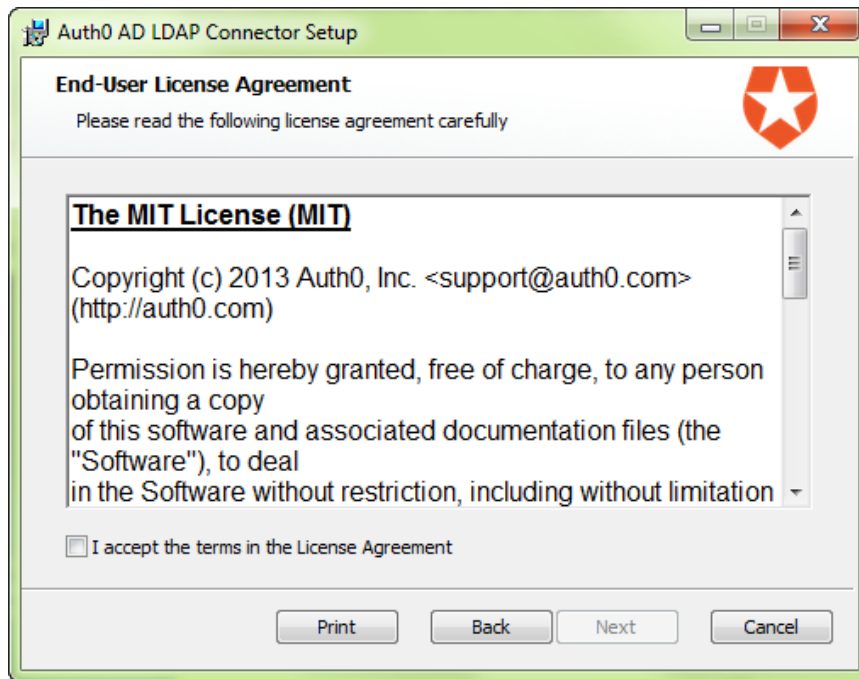 Auth0 AD LDAP Connector Setup
End-User License Agreement
Please read the following license agreement carefully
The MIT License (MIT)
Copyright (c) 2013 Auth0, Inc. <support@auth0.com>
(http://auth0.com)
Permission is hereby granted, free of charge, to any person
obtaining a copy
of this software and associated documentation files (the
"Software"), to deal
in the Software without restriction, including without limitation
I accept the terms in the License Agreement
Print Back Next Cancel